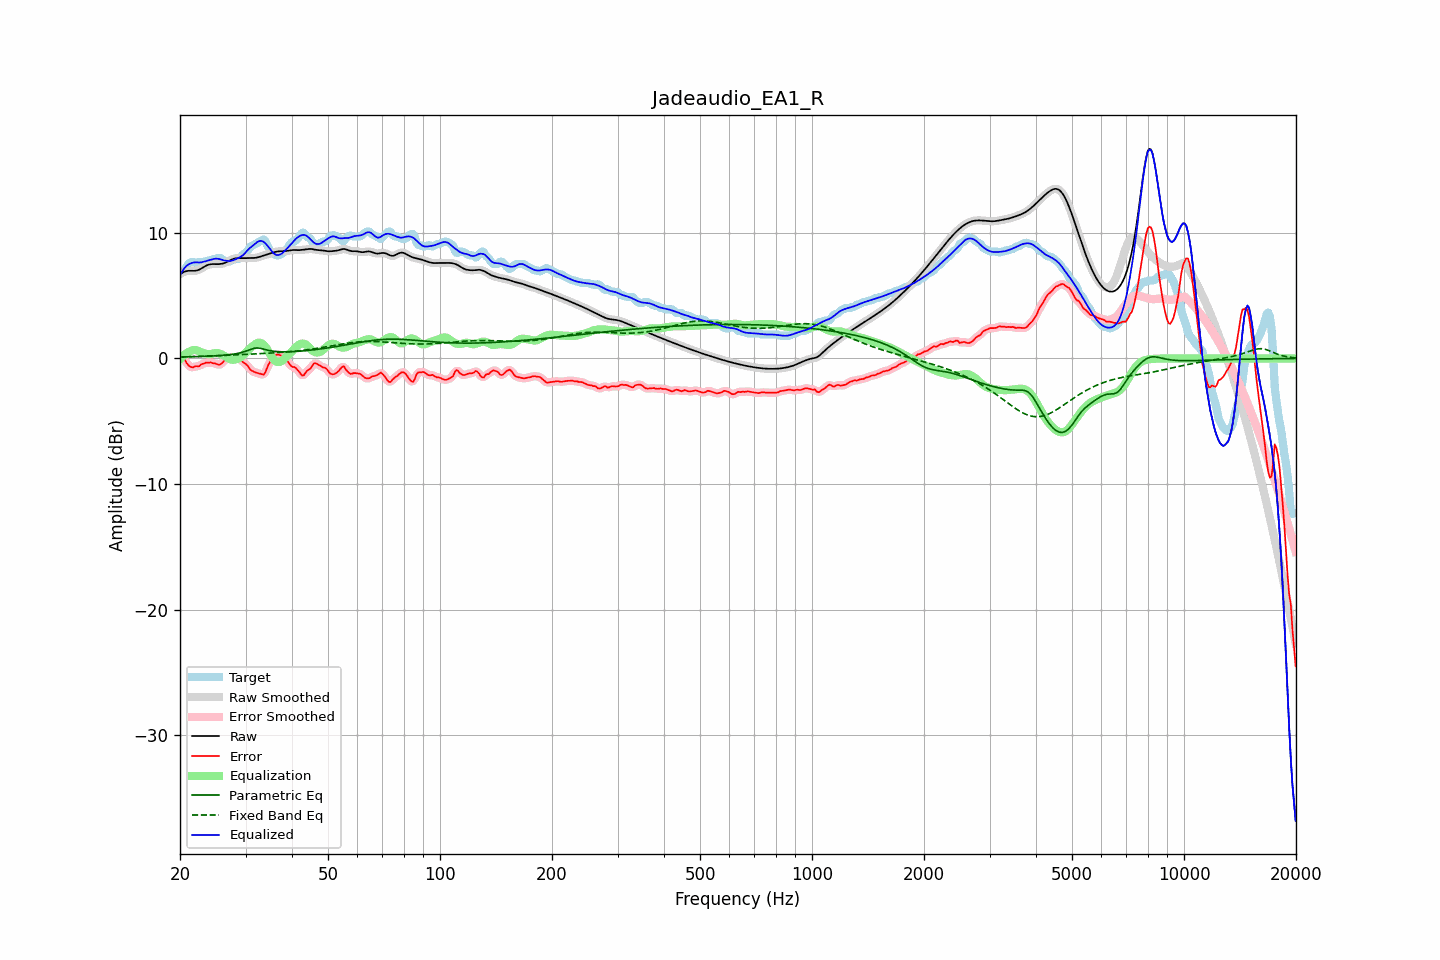 Jadeaudio_EA1_R
Amplitude (dBr)
10
0
−10
−20
−30
Target
Raw Smoothed
Error Smoothed
Raw
Error
Equalization
Parametric Eq
Fixed Band Eq
Equalized
20 50 100 200 500 1000 2000 5000 10000 20000
Frequency (Hz)